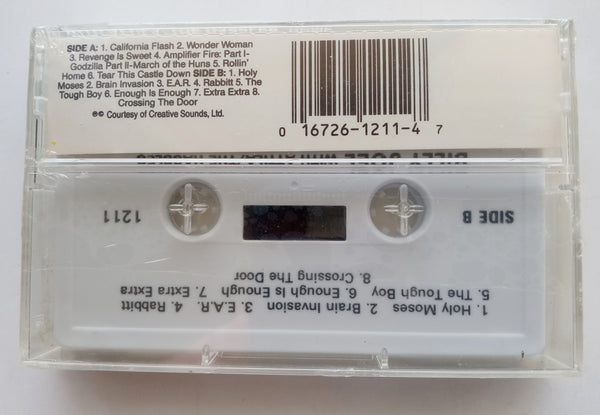 SIDE A: 1. California Flash 2. Wonder Woman
3. Revenge is Sweet 4. Amplifier Fire: Part I-
Godzilla Part II-March of the Huns 5. Rollin'
Home 6. Tear This Castle Down SIDE B: 1. Holy
Moses 2. Brain Invasion 3. E.A.R. 4. Rabbitt 5. The
Tough Boy 6. Enough is Enough 7. Extra Extra 8.
Crossing The Door
℗© Courtesy of Creative Sounds, Ltd.
0 16726-1211-4 7
SIDE B
1211
1. Holy Moses 2. Brain Invasion 3. E.A.R. 4. Rabbitt
5. The Tough Boy 6. Enough Is Enough 7. Extra Extra
8. Crossing The Door